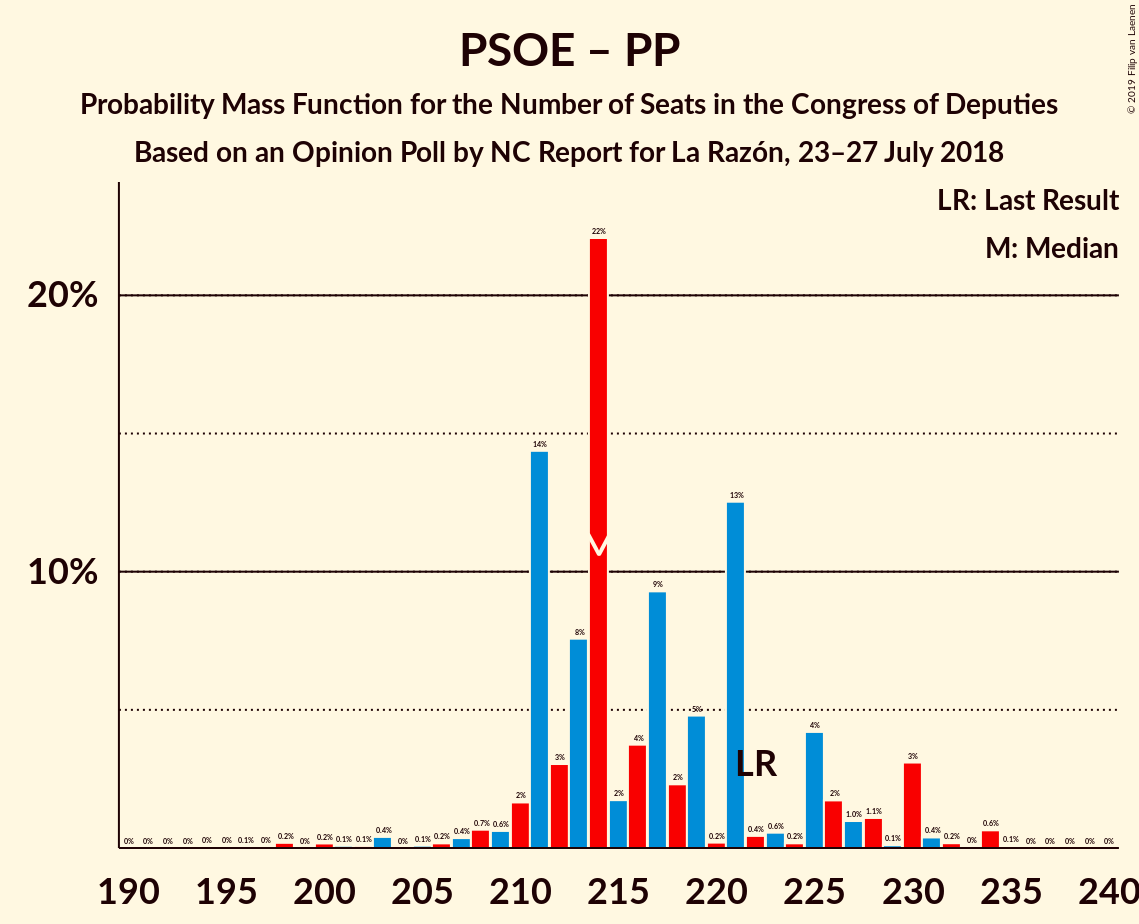 © 2019 Filip van Laenen
PSOE – PP
Probability Mass Function for the Number of Seats in the Congress of Deputies
Based on an Opinion Poll by NC Report for La Razón, 23–27 July 2018
LR: Last Result
M: Median
20%
10%
0% 0% 0% 0% 0% 0% 0.1% 0% 0.2% 0% 0.2% 0.1% 0.1% 0.4% 0% 0.1% 0.2% 0.4% 0.7% 0.6% 2% 14% 3% 8% 22% 2% 4% 9% 2% 5% 0.2% 13% 0.4% 0.6% 0.2% 4% 2% 1.0% 1.1% 0.1% 3% 0.4% 0.2% 0% 0.6% 0.1% 0% 0% 0% 0% 0%
LR
190 195 200 205 210 215 220 225 230 235 240